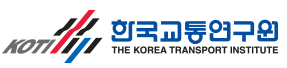 KOTI 한국교통연구원
THE KOREA TRANSPORT INSTITUTE